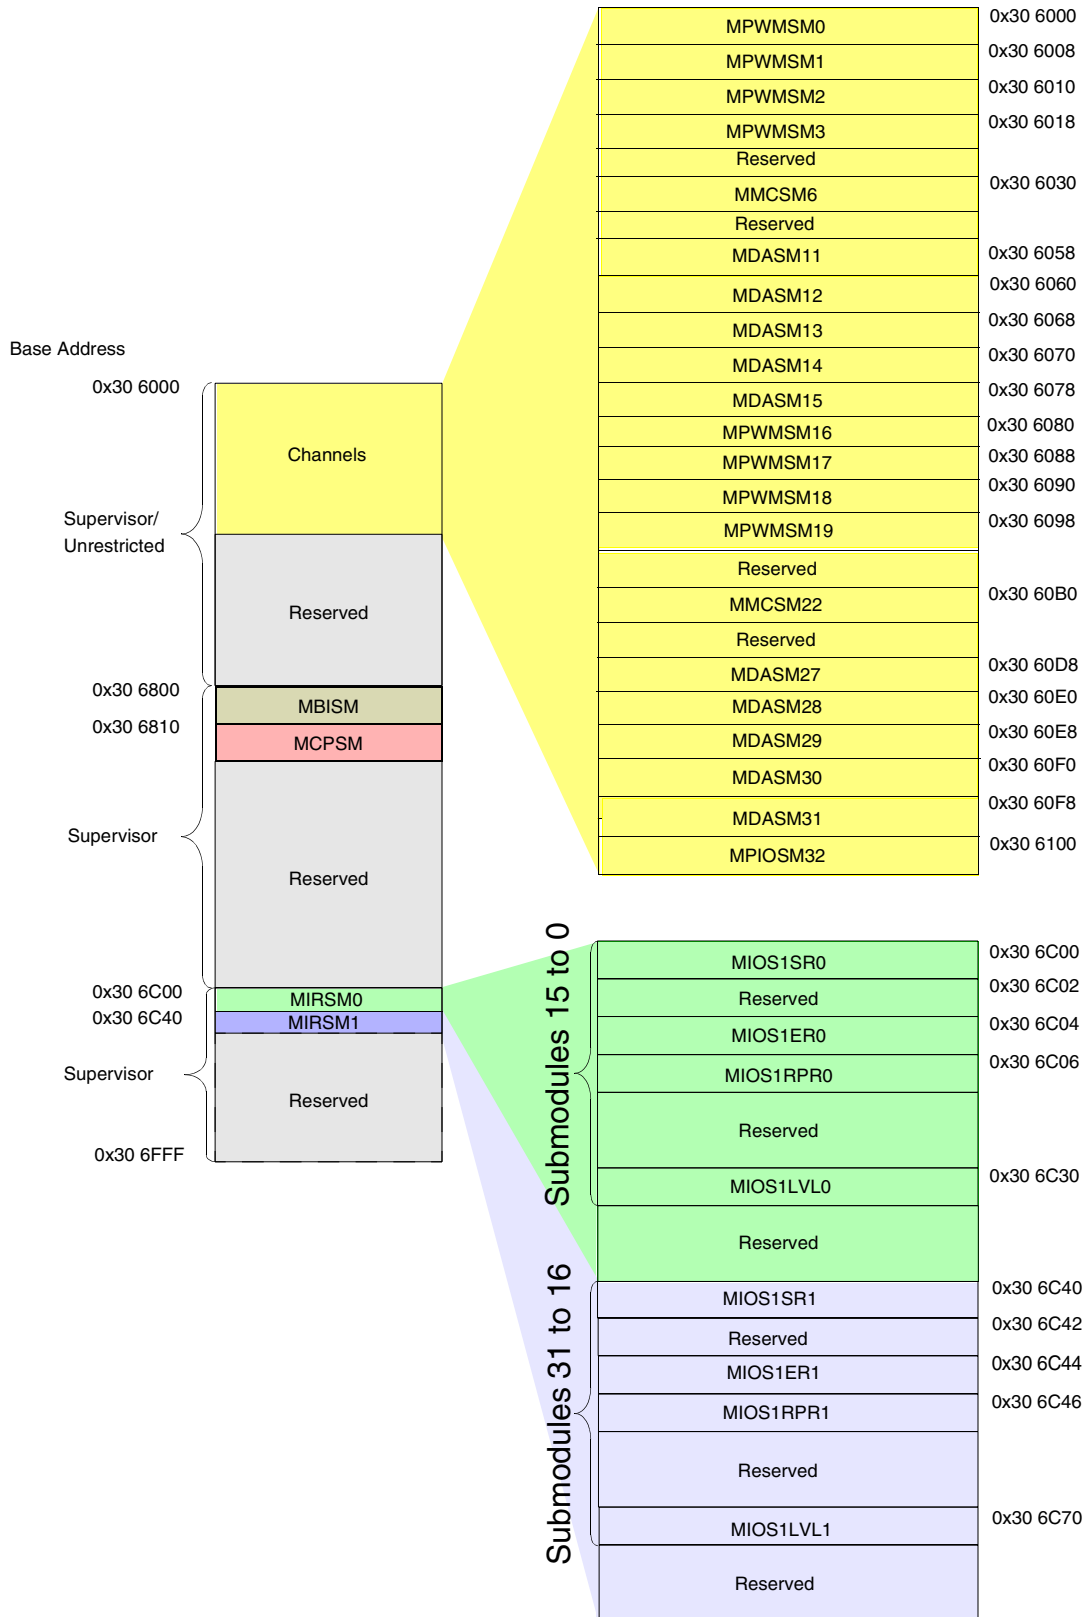 Base Address
0x30 6000
Channels
Supervisor/
Unrestricted
Reserved
0x30 6800
MBISM
0x30 6810
MCPSM
Supervisor
Reserved
0x30 6C00
MIRSM0
0x30 6C40
MIRSM1
Supervisor
Reserved
0x30 6FFF
MPWMSM0
0x30 6000
MPWMSM1
0x30 6008
MPWMSM2
0x30 6010
MPWMSM3
0x30 6018
Reserved
MMCSM6
0x30 6030
Reserved
MDASM11
0x30 6058
MDASM12
0x30 6060
MDASM13
0x30 6068
MDASM14
0x30 6070
MDASM15
0x30 6078
MPWMSM16
0x30 6080
MPWMSM17
0x30 6088
MPWMSM18
0x30 6090
MPWMSM19
0x30 6098
Reserved
MMCSM22
0x30 60B0
Reserved
MDASM27
0x30 60D8
MDASM28
0x30 60E0
MDASM29
0x30 60E8
MDASM30
0x30 60F0
MDASM31
0x30 60F8
MPIOSM32
0x30 6100
Submodules 15 to 0
MIOS1SR0
0x30 6C00
Reserved
0x30 6C02
MIOS1ER0
0x30 6C04
MIOS1RPR0
0x30 6C06
Reserved
MIOS1LVL0
0x30 6C30
Reserved
Submodules 31 to 16
MIOS1SR1
0x30 6C40
Reserved
0x30 6C42
MIOS1ER1
0x30 6C44
MIOS1RPR1
0x30 6C46
Reserved
MIOS1LVL1
0x30 6C70
Reserved